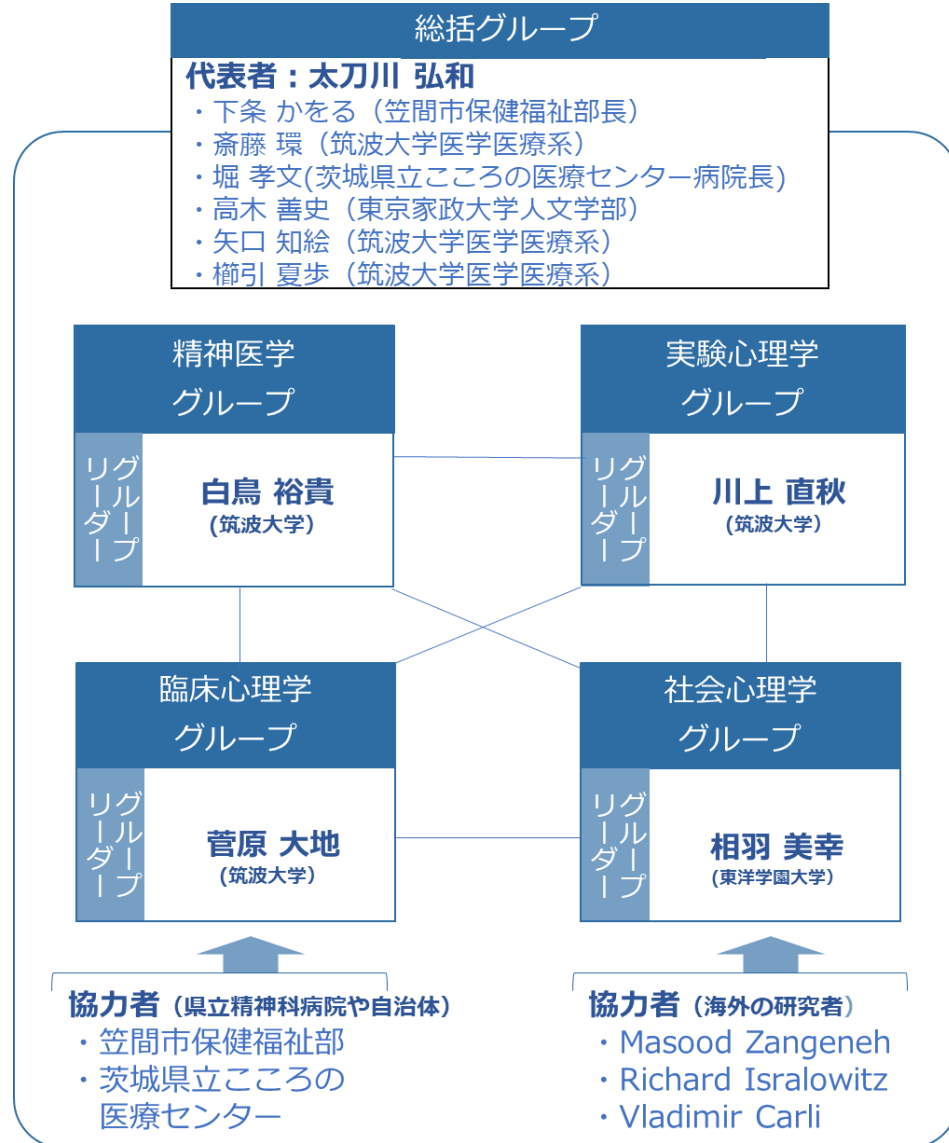 総括グループ
代表者：太刀川 弘和
・下条 かをる（笠間市保健福祉部長）
・斎藤 環（筑波大学医学医療系）
・堀 孝文(茨城県立こころの医療センター病院長)
・高木 善史（東京家政大学人文学部）
・矢口 知絵（筑波大学医学医療系）
・櫛引 夏歩（筑波大学医学医療系）
精神医学
グループ
グループ
リーダー
白鳥 裕貴
(筑波大学）
実験心理学
グループ
グループ
リーダー
川上 直秋
(筑波大学）
臨床心理学
グループ
グループ
リーダー
菅原 大地
(筑波大学）
社会心理学
グループ
グループ
リーダー
相羽 美幸
(東洋学園大学）
協力者（県立精神科病院や自治体）
・笠間市保健福祉部
・茨城県立こころの
医療センター
協力者（海外の研究者）
・Masood Zangeneh
・Richard Isralowitz
・Vladimir Carli